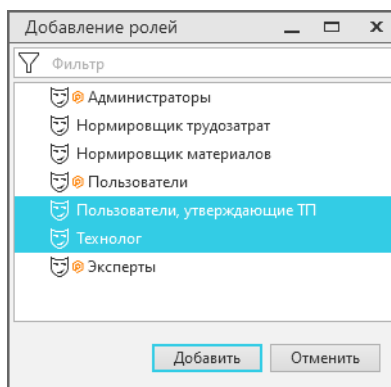 Добавление ролей
Фильтр
Администраторы
Нормировщик трудозатрат
Нормировщик материалов
Пользователи
Пользователи, утверждающие ТП
Технолог
Эксперты
Добавить Отменить